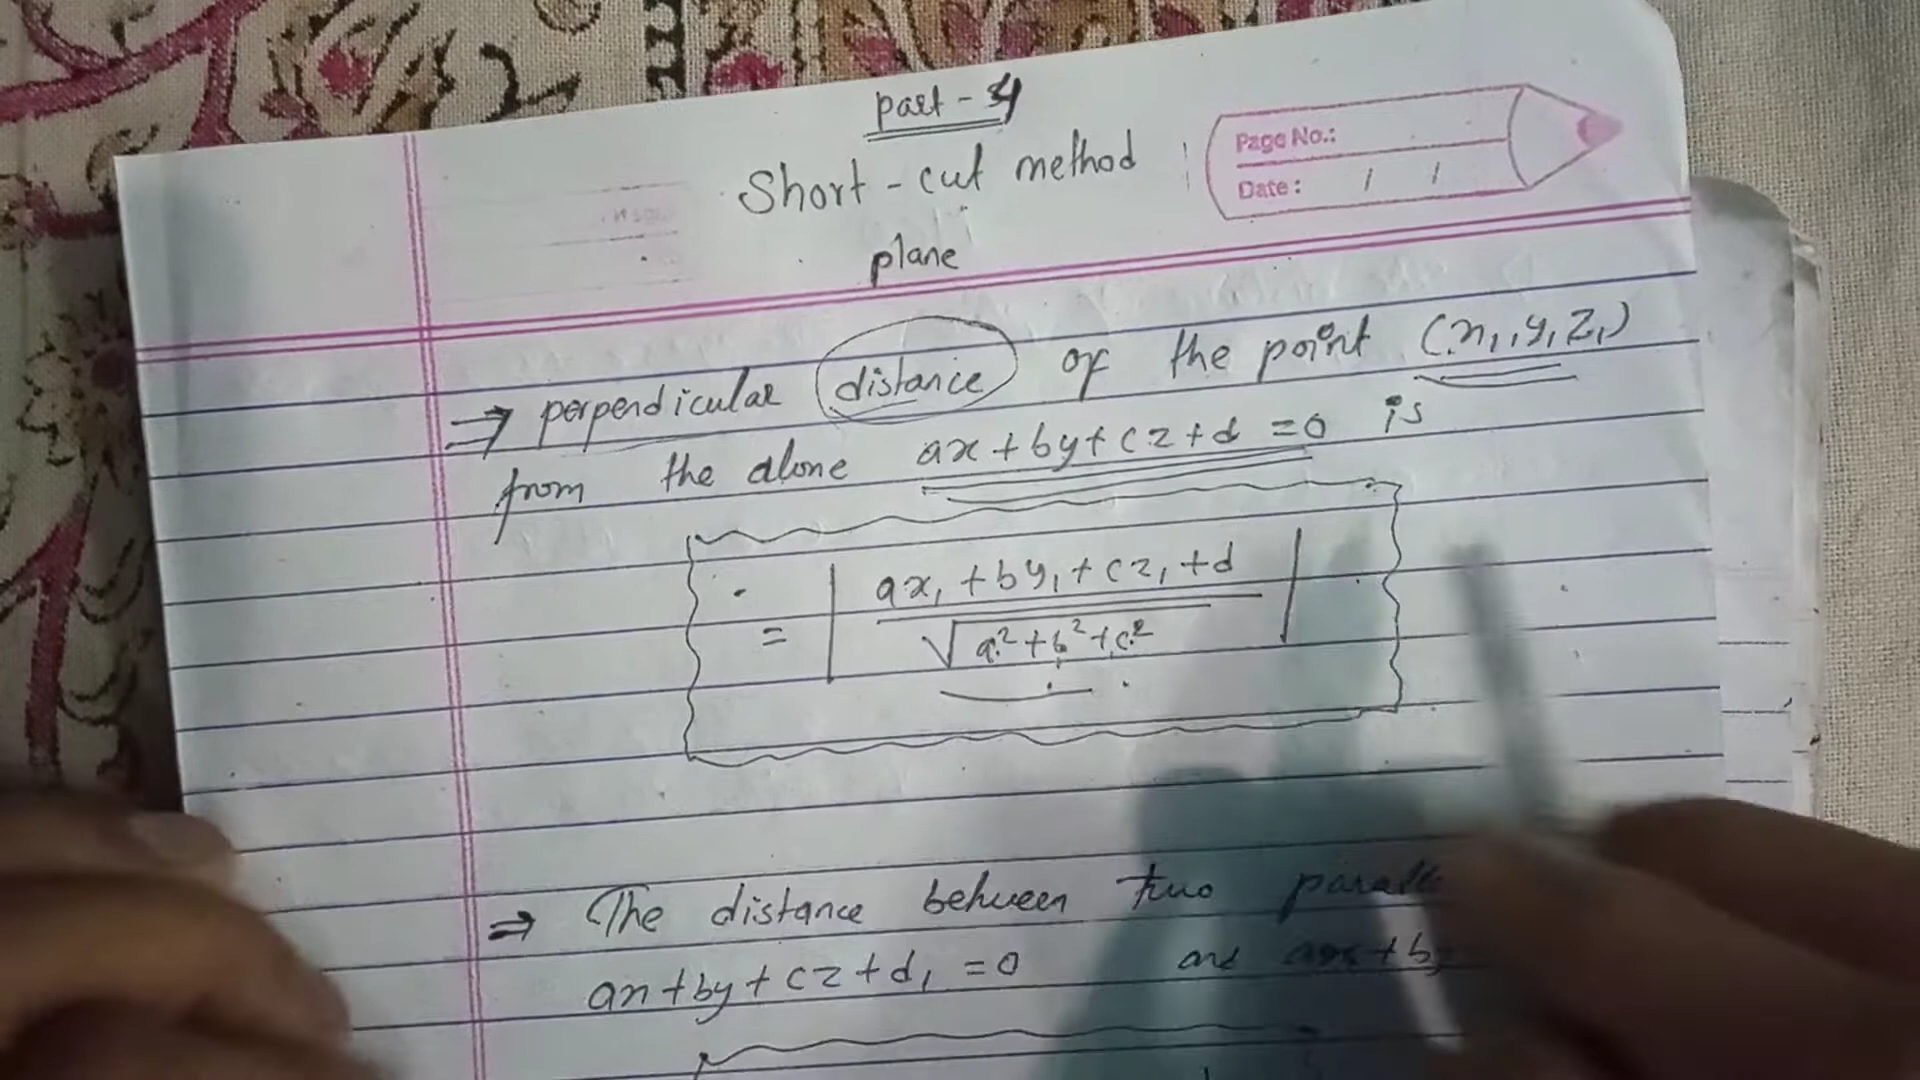 part - 4
Short - cut method
Page No.:
Date: / /
plane
⇒ perpendicular distance of the point (x₁, y₁ z₁)
from the alone ax + by + cz + d = 0 is
= | ax₁ + by₁ + cz₁ + d / √a² + b² + c² |
⇒ The distance between two
ax + by + cz + d₁ = 0 and